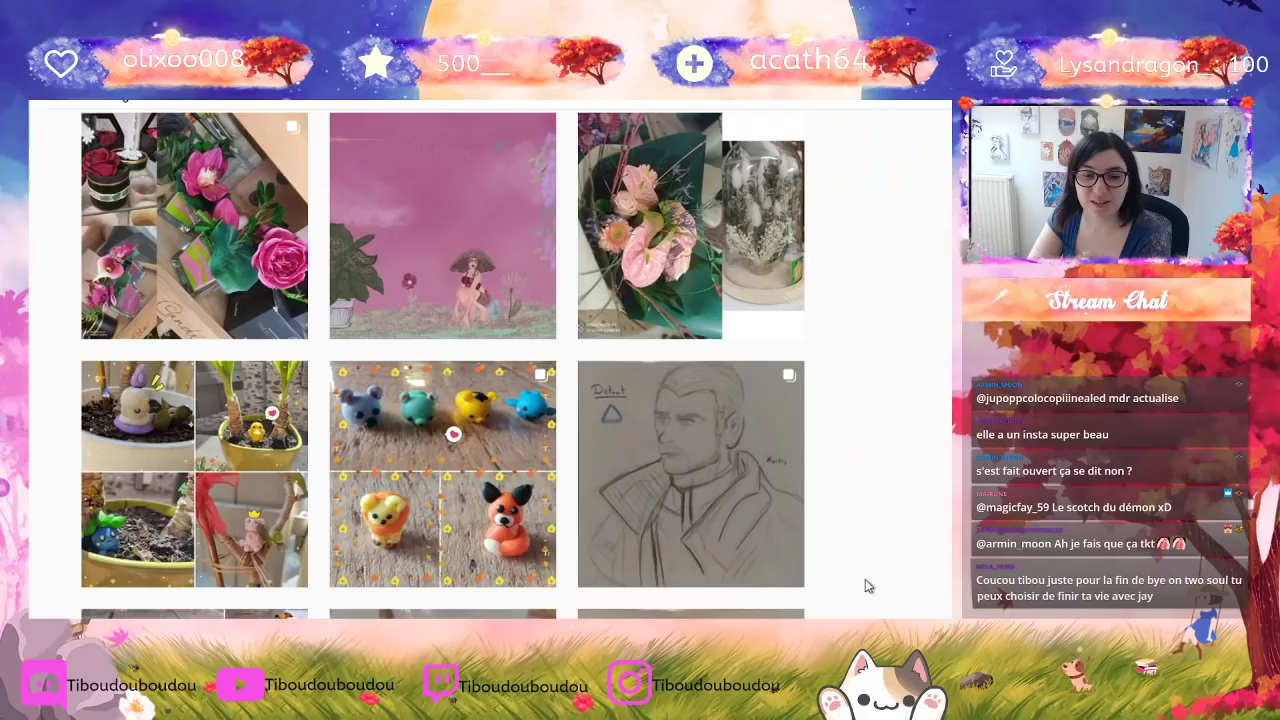 olixoo008
500__
acath64
Lysandragon_ 100
Detroit
Stream Chat
ARMIN_MOON
@jupoppcolocopiinealed mdr actualise
elle a un insta super beau
s'est fait ouvert ça se dit non ?
MAIRUNE
@magicfay_59 Le scotch du démon xD
@armin_moon Ah je fais que ça tkt
Coucou tibou juste pour la fin de bye on two soul tu
peux choisir de finir ta vie avec jay
Tiboudouboudou
Tiboudouboudou
Tiboudouboudou
Tiboudouboudou